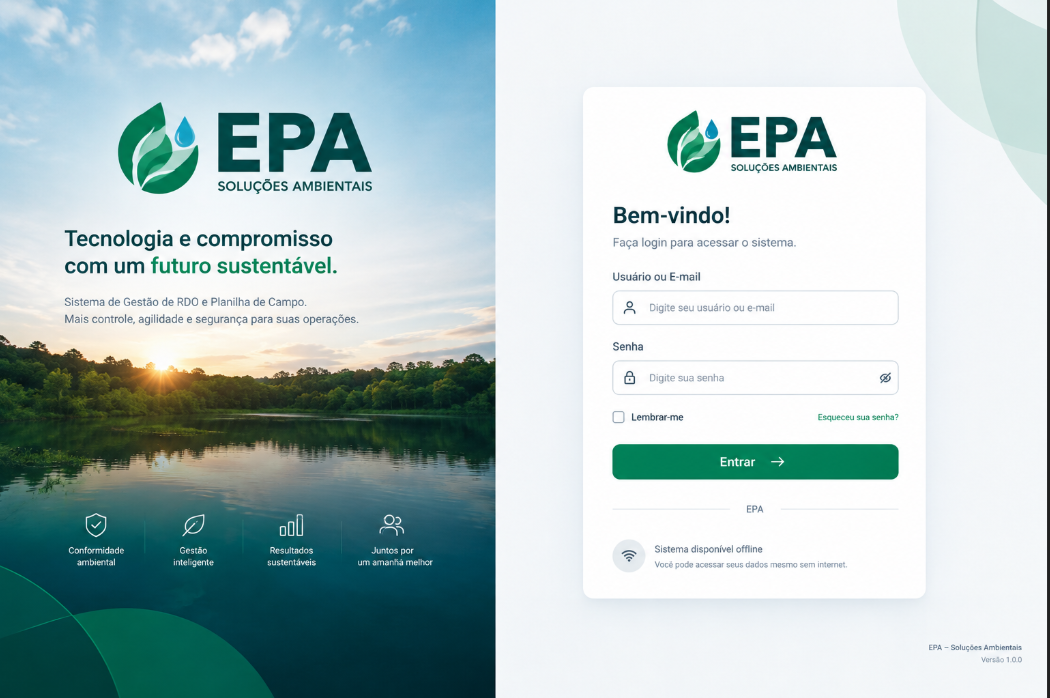 EPA
SOLUÇÕES AMBIENTAIS
Tecnologia e compromisso
com um futuro sustentável.
Sistema de Gestão de RDO e Planilha de Campo.
Mais controle, agilidade e segurança para suas operações.
Conformidade
ambiental
Gestão
inteligente
Resultados
sustentáveis
Juntos por
um amanhã melhor
EPA
SOLUÇÕES AMBIENTAIS
Bem-vindo!
Faça login para acessar o sistema.
Usuário ou E-mail
Digite seu usuário ou e-mail
Senha
Digite sua senha
Lembrar-me
Esqueceu sua senha?
Entrar →
EPA
Sistema disponível offline
Você pode acessar seus dados mesmo sem internet.
EPA – Soluções Ambientais
Versão 1.0.0